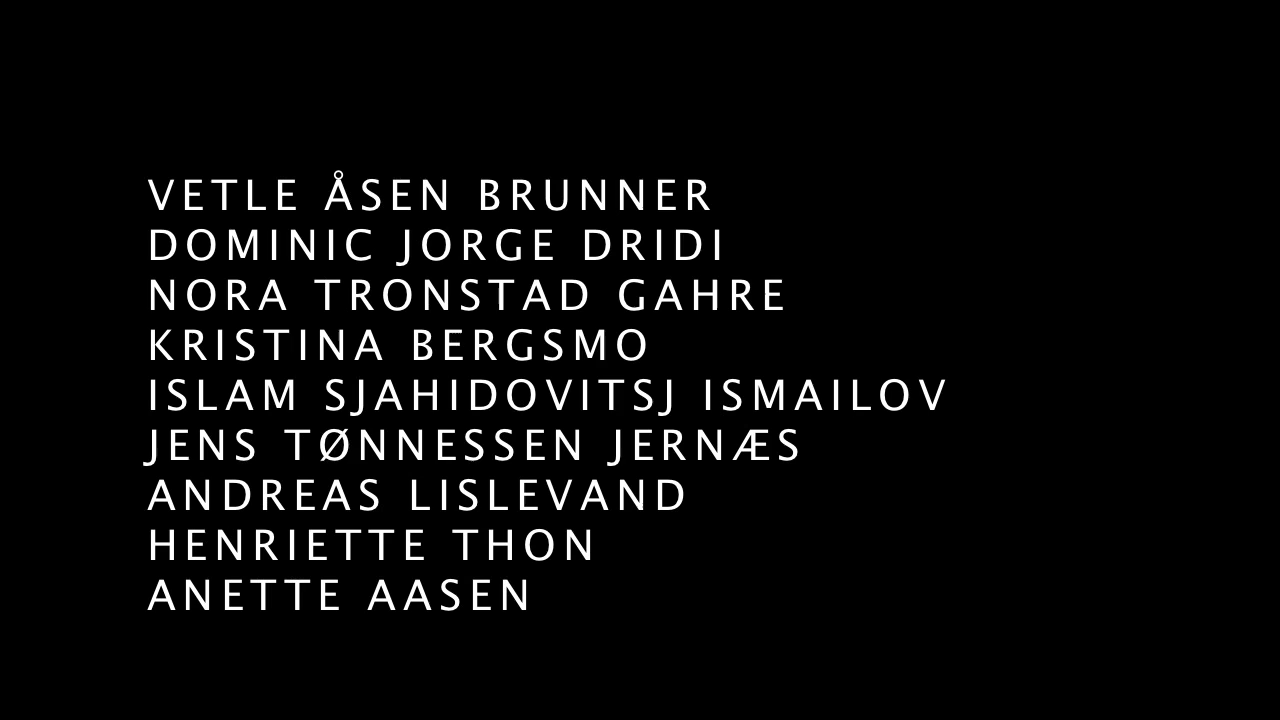 VETLE ÅSEN BRUNNER
DOMINIC JORGE DRIDI
NORA TRONSTAD GAHRE
KRISTINA BERGSMO
ISLAM SJAHIDOVITSJ ISMAILOV
JENS TØNNESSEN JERNÆS
ANDREAS LISLEVAND
HENRIETTE THON
ANETTE AASEN